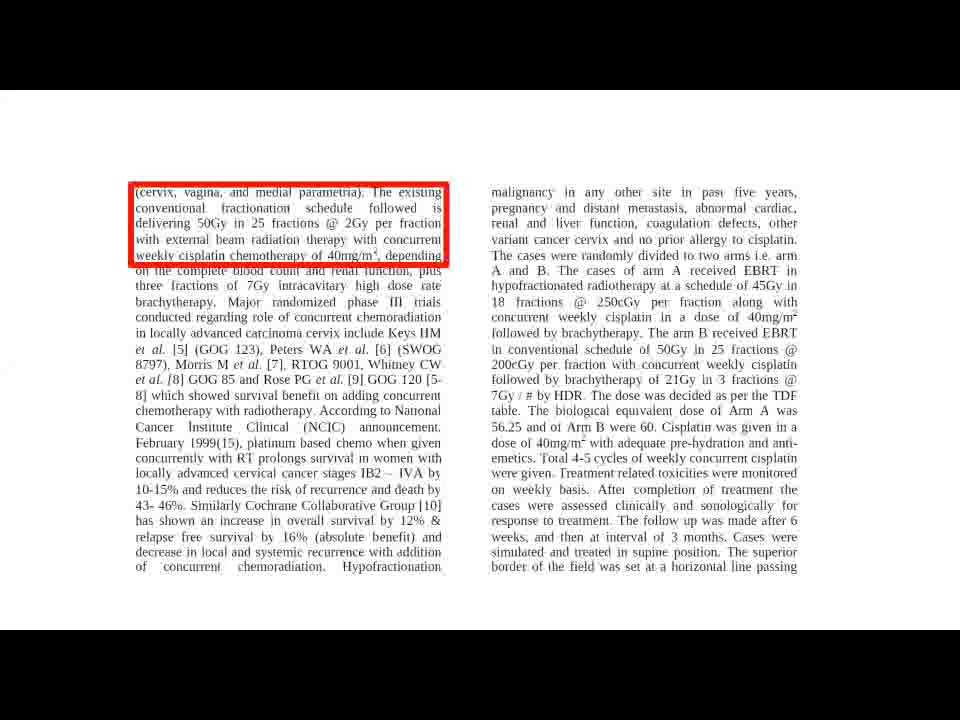 (cervix, vagina, and medial parametria). The existing
conventional fractionation schedule followed is
delivering 50Gy in 25 fractions @ 2Gy per fraction
with external beam radiation therapy with concurrent
weekly cisplatin chemotherapy of 40mg/m², depending
on the complete blood count and renal function, plus
three fractions of 7Gy intracavitary high dose rate
brachytherapy. Major randomized phase III trials
conducted regarding role of concurrent chemoradiation
in locally advanced carcinoma cervix include Keys HM
et al. [5] (GOG 123), Peters WA et al. [6] (SWOG
8797), Morris M et al. [7], RTOG 9001, Whitney CW
et al. [8] GOG 85 and Rose PG et al. [9] GOG 120 [5-
8] which showed survival benefit on adding concurrent
chemotherapy with radiotherapy. According to National
Cancer Institute Clinical (NCIC) announcement.
February 1999(15), platinum based chemo when given
concurrently with RT prolongs survival in women with
locally advanced cervical cancer stages IB2 – IVA by
10-15% and reduces the risk of recurrence and death by
43- 46%. Similarly Cochrane Collaborative Group [10]
has shown an increase in overall survival by 12% &
relapse free survival by 16% (absolute benefit) and
decrease in local and systemic recurrence with addition
of concurrent chemoradiation. Hypofractionation
malignancy in any other site in past five years,
pregnancy and distant metastasis, abnormal cardiac,
renal and liver function, coagulation defects, other
variant cancer cervix and no prior allergy to cisplatin.
The cases were randomly divided to two arms i.e. arm
A and B. The cases of arm A received EBRT in
hypofractionated radiotherapy at a schedule of 45Gy in
18 fractions @ 250cGy per fraction along with
concurrent weekly cisplatin in a dose of 40mg/m²
followed by brachytherapy. The arm B received EBRT
in conventional schedule of 50Gy in 25 fractions @
200cGy per fraction with concurrent weekly cisplatin
followed by brachytherapy of 21Gy in 3 fractions @
7Gy / # by HDR. The dose was decided as per the TDF
table. The biological equivalent dose of Arm A was
56.25 and of Arm B were 60. Cisplatin was given in a
dose of 40mg/m² with adequate pre-hydration and anti-
emetics. Total 4-5 cycles of weekly concurrent cisplatin
were given. Treatment related toxicities were monitored
on weekly basis. After completion of treatment the
cases were assessed clinically and sonologically for
response to treatment. The follow up was made after 6
weeks, and then at interval of 3 months. Cases were
simulated and treated in supine position. The superior
border of the field was set at a horizontal line passing